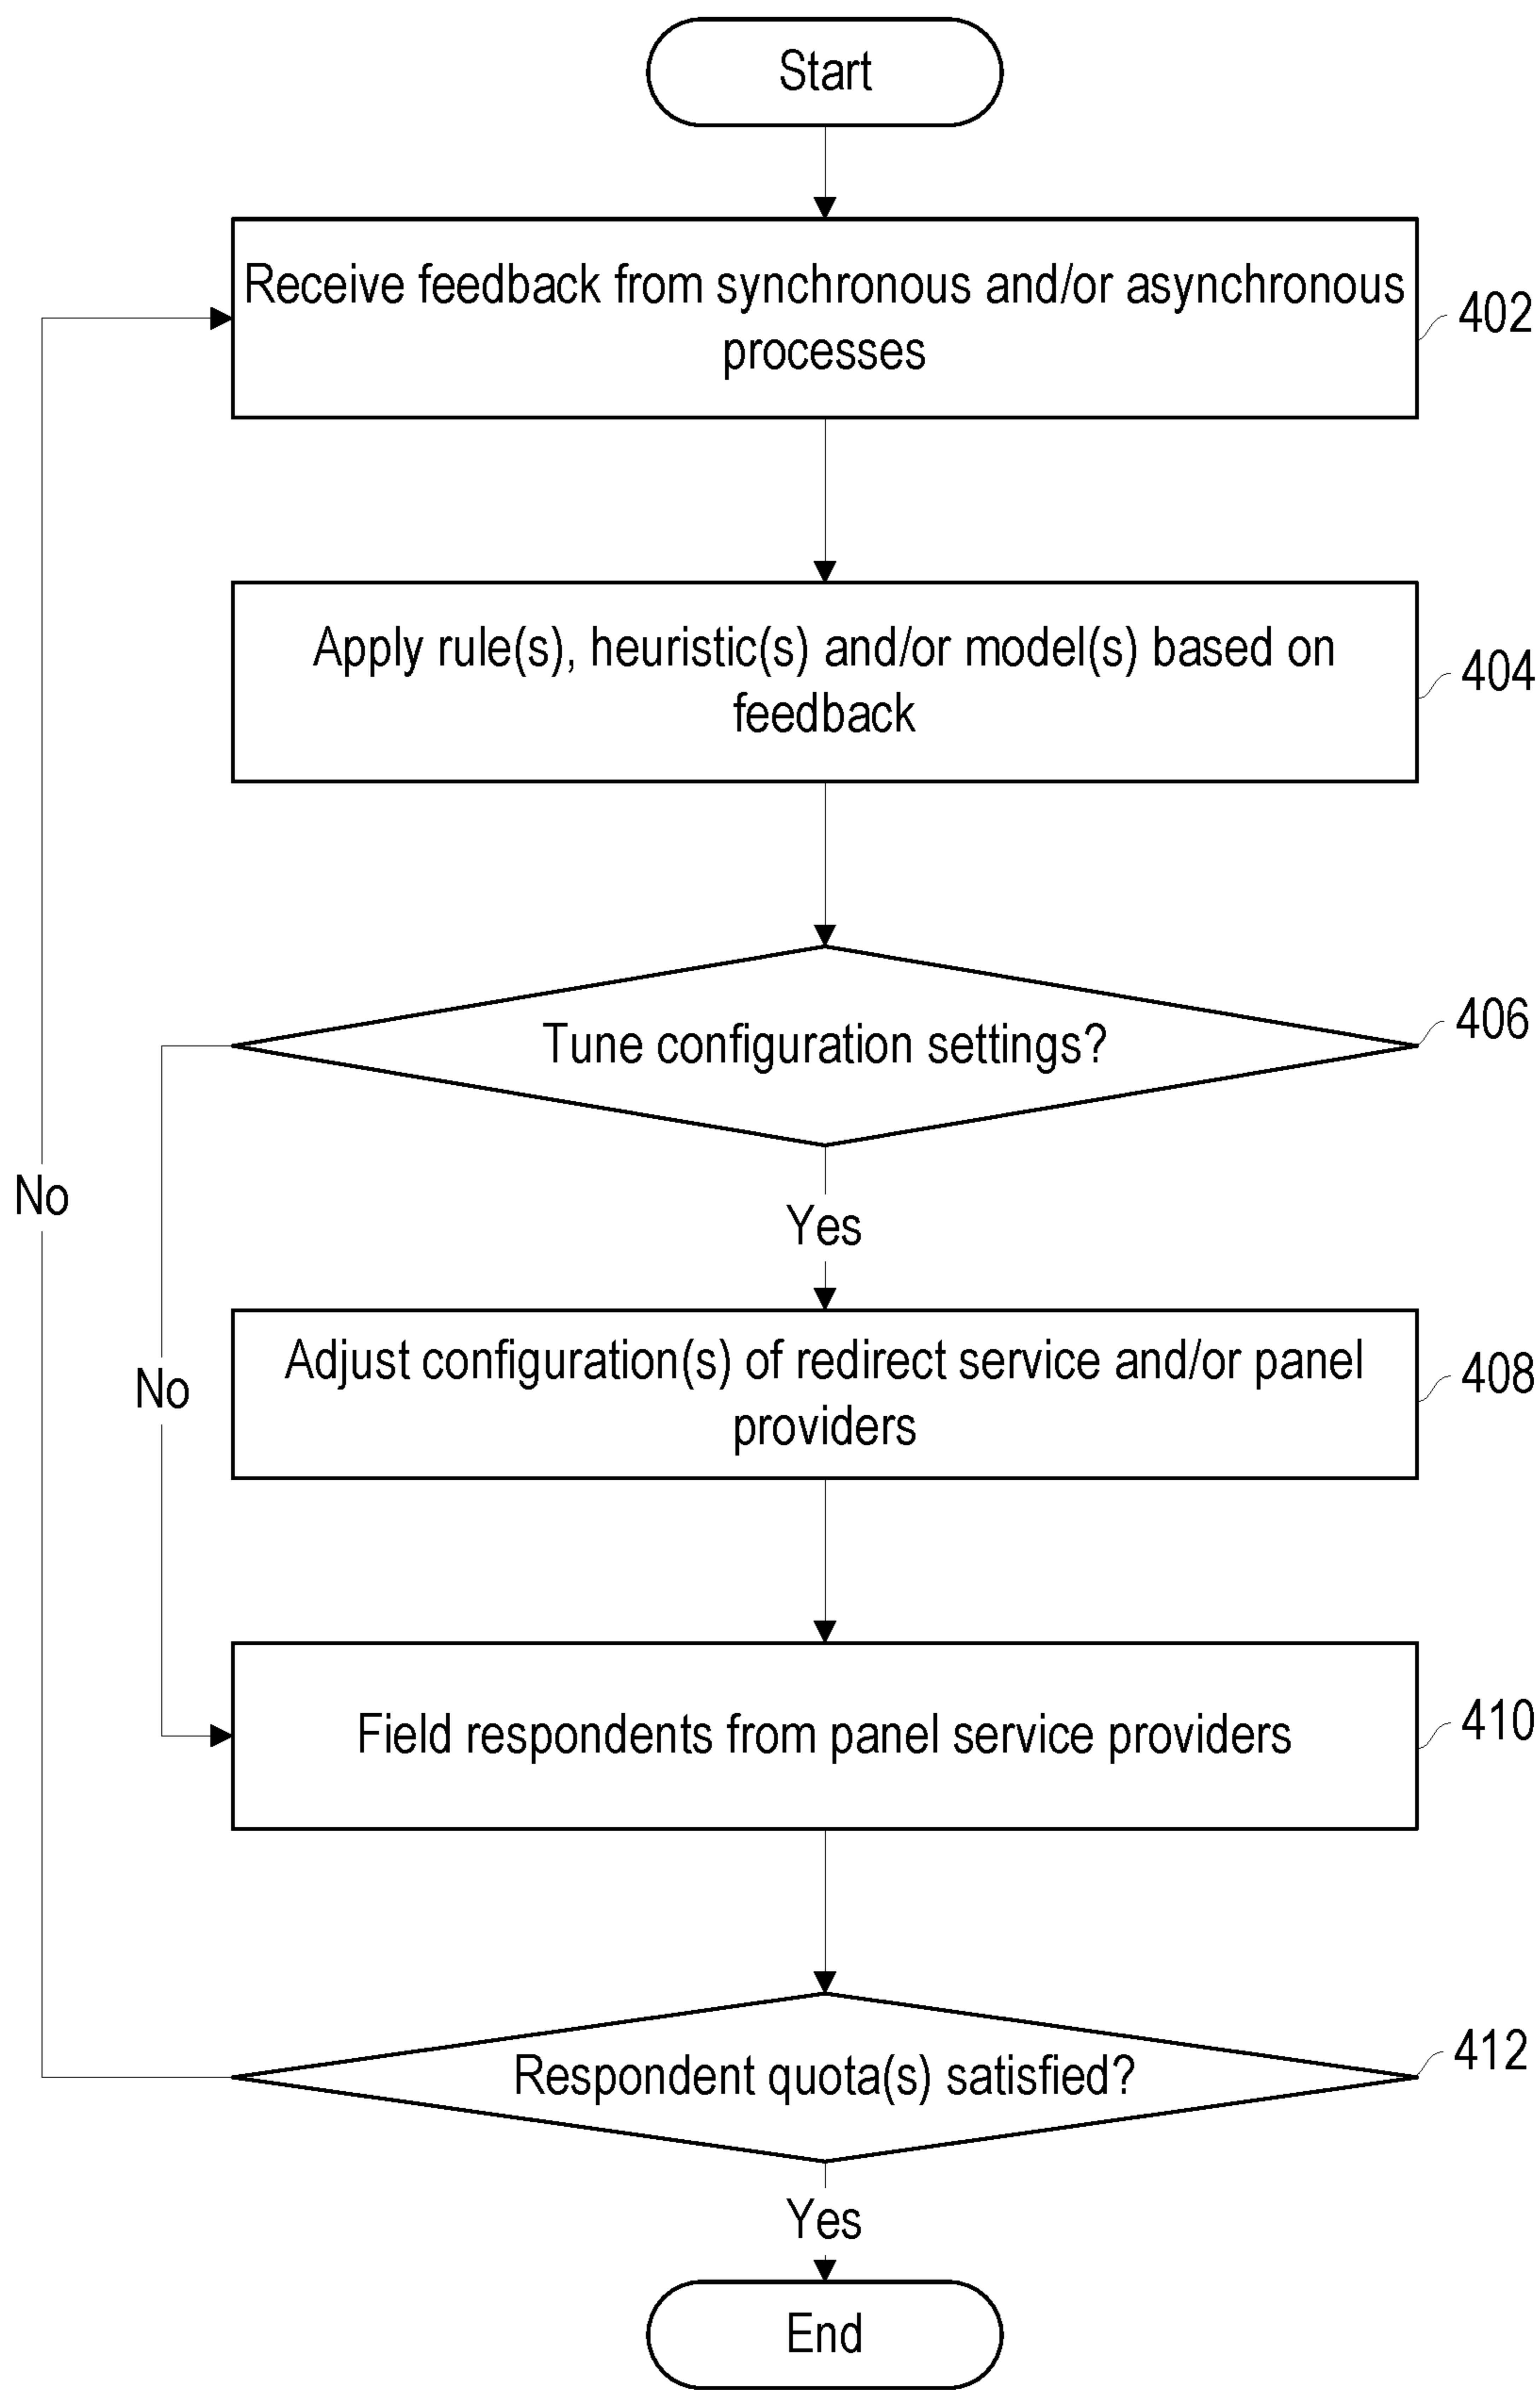 Start
Receive feedback from synchronous and/or asynchronous
processes
402
Apply rule(s), heuristic(s) and/or model(s) based on
feedback
404
Tune configuration settings?
406
No
Yes
Adjust configuration(s) of redirect service and/or panel
providers
408
No
Field respondents from panel service providers
410
Respondent quota(s) satisfied?
412
Yes
End